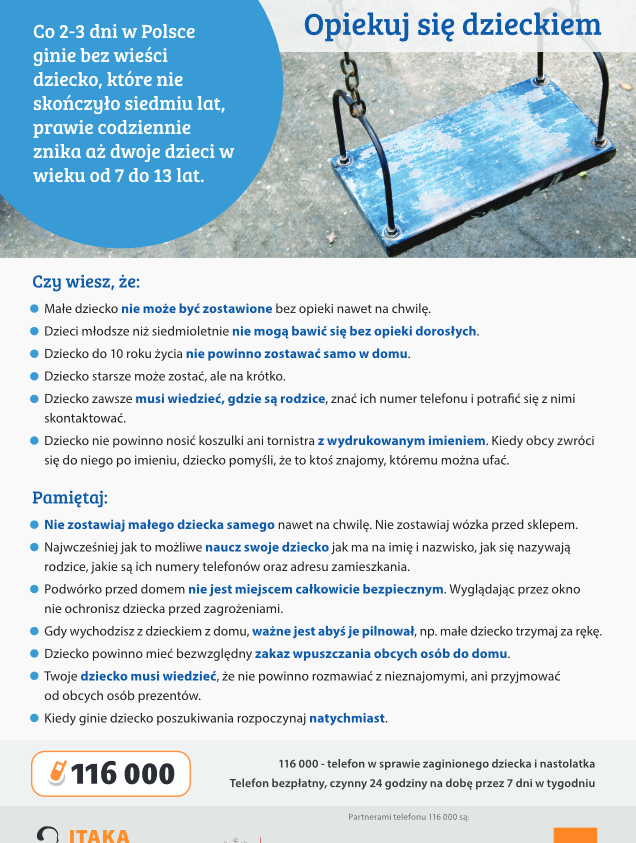 Opiekuj się dzieckiem
Co 2-3 dni w Polsce
ginie bez wieści
dziecko, które nie
skończyło siedmiu lat,
prawie codziennie
znika aż dwoje dzieci w
wieku od 7 do 13 lat.
Czy wiesz, że:
Małe dziecko nie może być zostawione bez opieki nawet na chwilę.
Dzieci młodsze niż siedmioletnie nie mogą bawić się bez opieki dorosłych.
Dziecko do 10 roku życia nie powinno zostawać samo w domu.
Dziecko starsze może zostać, ale na krótko.
Dziecko zawsze musi wiedzieć, gdzie są rodzice, znać ich numer telefonu i potrafić się z nimi
skontaktować.
Dziecko nie powinno nosić koszulki ani tornistra z wydrukowanym imieniem. Kiedy obcy zwróci
się do niego po imieniu, dziecko pomyśli, że to ktoś znajomy, któremu można ufać.
Pamiętaj:
Nie zostawiaj małego dziecka samego nawet na chwilę. Nie zostawiaj wózka przed sklepem.
Najwcześniej jak to możliwe naucz swoje dziecko jak ma na imię i nazwisko, jak się nazywają
rodzice, jakie są ich numery telefonów oraz adresu zamieszkania.
Podwórko przed domem nie jest miejscem całkowicie bezpiecznym. Wyglądając przez okno
nie ochronisz dziecka przed zagrożeniami.
Gdy wychodzisz z dzieckiem z domu, ważne jest abyś je pilnował, np. małe dziecko trzymaj za rękę.
Dziecko powinno mieć bezwzględny zakaz wpuszczania obcych osób do domu.
Twoje dziecko musi wiedzieć, że nie powinno rozmawiać z nieznajomymi, ani przyjmować
od obcych osób prezentów.
Kiedy ginie dziecko poszukiwania rozpoczynaj natychmiast.
116 000
116 000 - telefon w sprawie zaginionego dziecka i nastolatka
Telefon bezpłatny, czynny 24 godziny na dobę przez 7 dni w tygodniu
Partnerami telefonu 116 000 są:
ITAKA